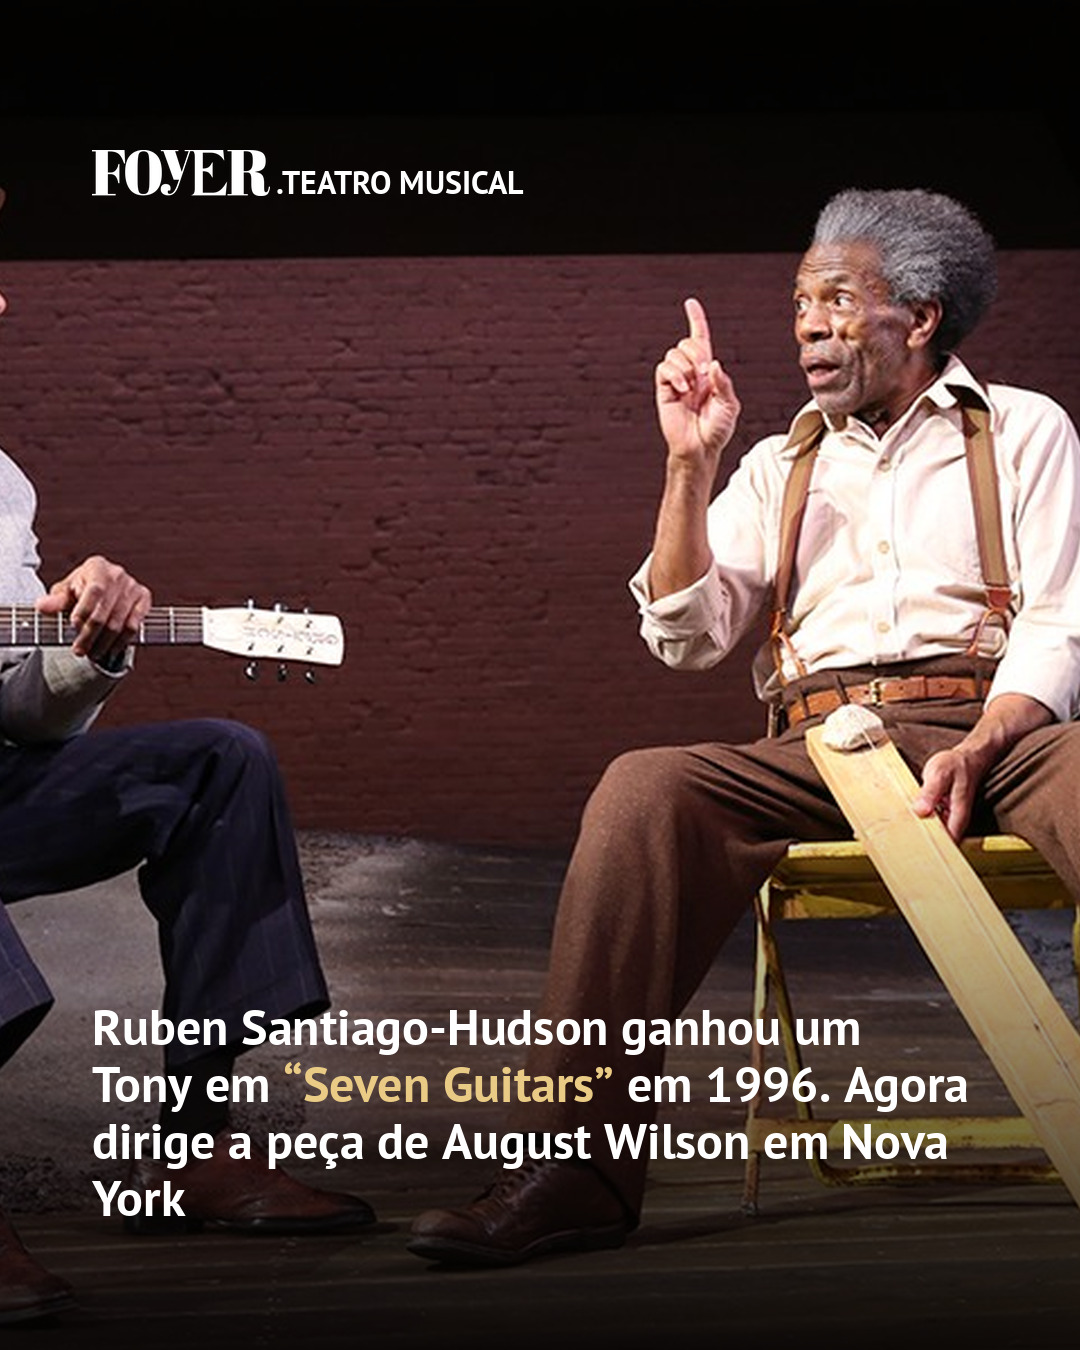 FOYER .TEATRO MUSICAL
Ruben Santiago-Hudson ganhou um
Tony em “Seven Guitars” em 1996. Agora
dirige a peça de August Wilson em Nova
York